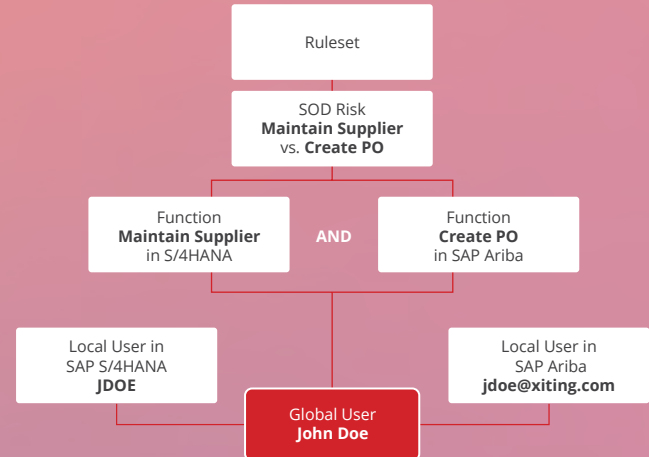 Ruleset
SOD Risk
Maintain Supplier
vs. Create PO
Function
Maintain Supplier
in S/4HANA
AND
Function
Create PO
in SAP Ariba
Local User in
SAP S/4HANA
JDOE
Local User in
SAP Ariba
jdoe@xiting.com
Global User
John Doe